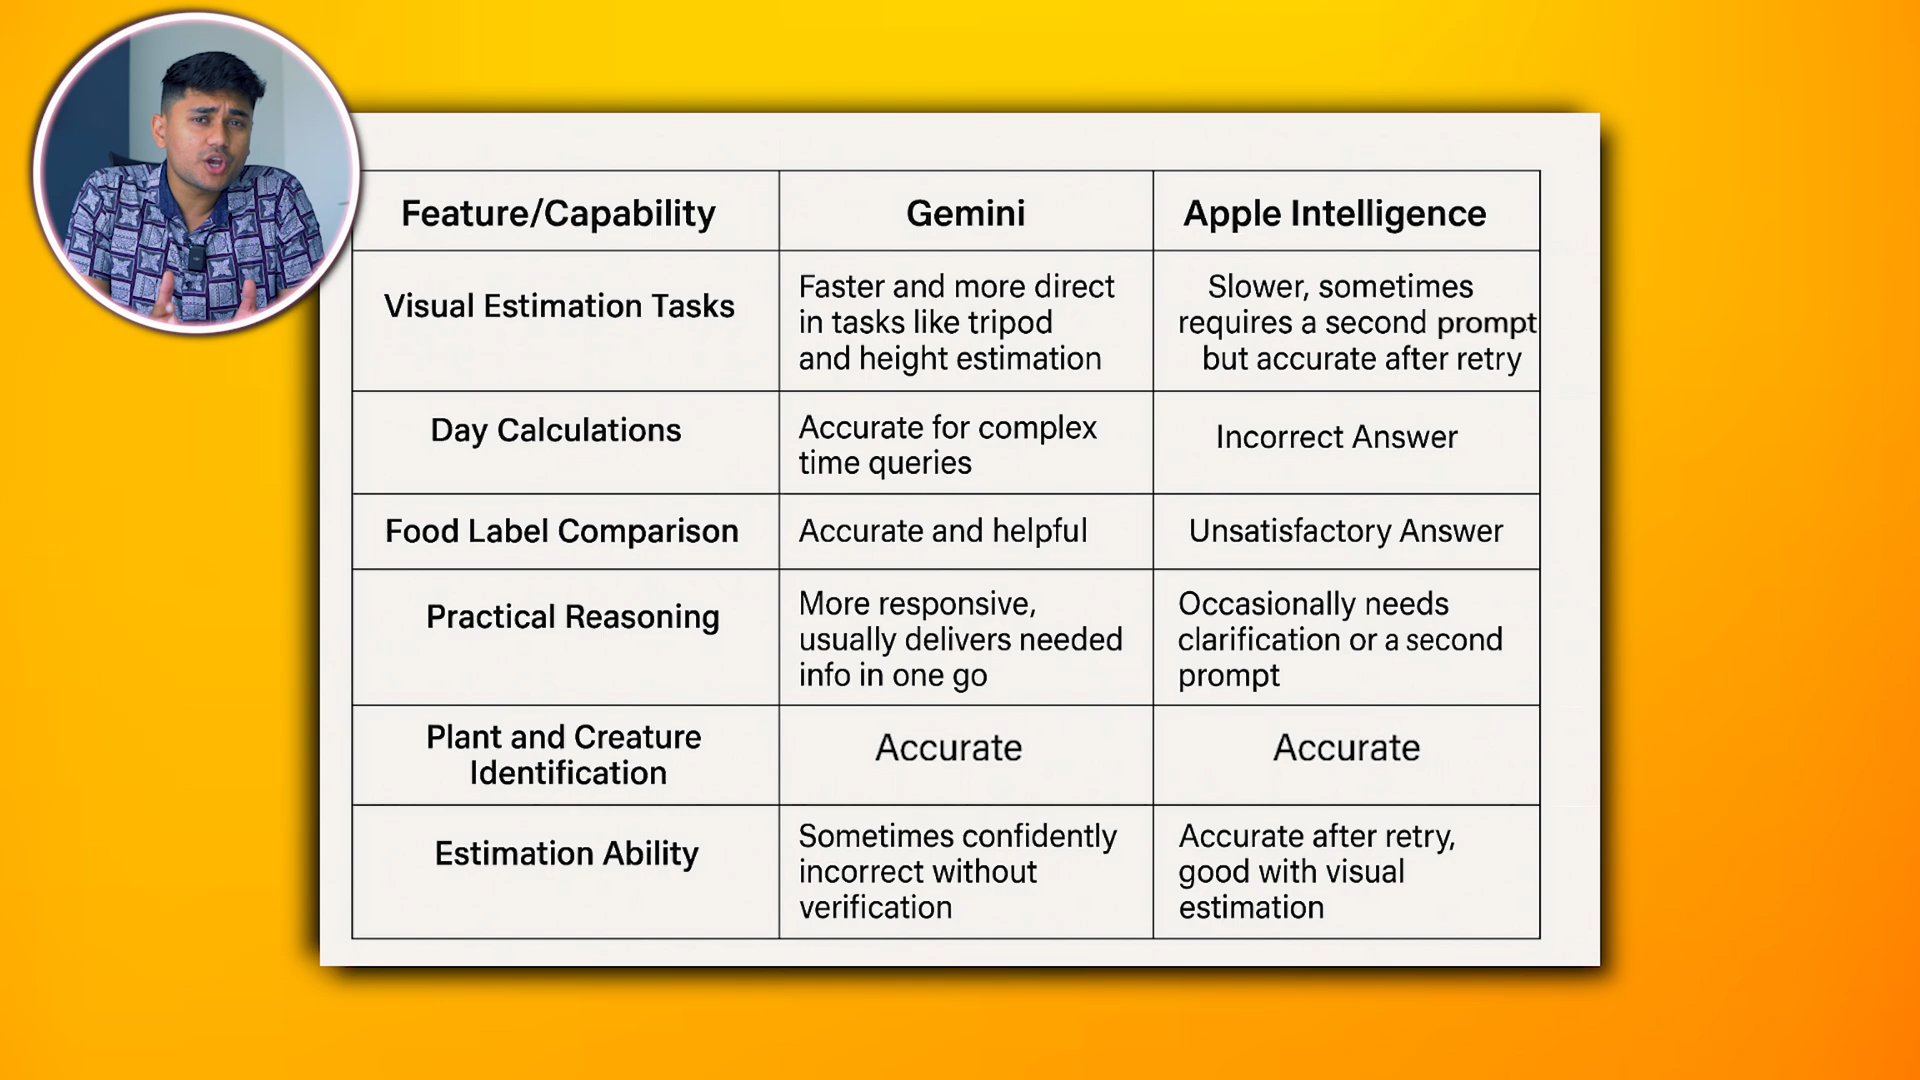 Feature/Capability
Gemini
Apple Intelligence
Visual Estimation Tasks
Faster and more direct
in tasks like tripod
and height estimation
Slower, sometimes
requires a second prompt
but accurate after retry
Day Calculations
Accurate for complex
time queries
Incorrect Answer
Food Label Comparison
Accurate and helpful
Unsatisfactory Answer
Practical Reasoning
More responsive,
usually delivers needed
info in one go
Occasionally needs
clarification or a second
prompt
Plant and Creature
Identification
Accurate
Accurate
Estimation Ability
Sometimes confidently
incorrect without
verification
Accurate after retry,
good with visual
estimation